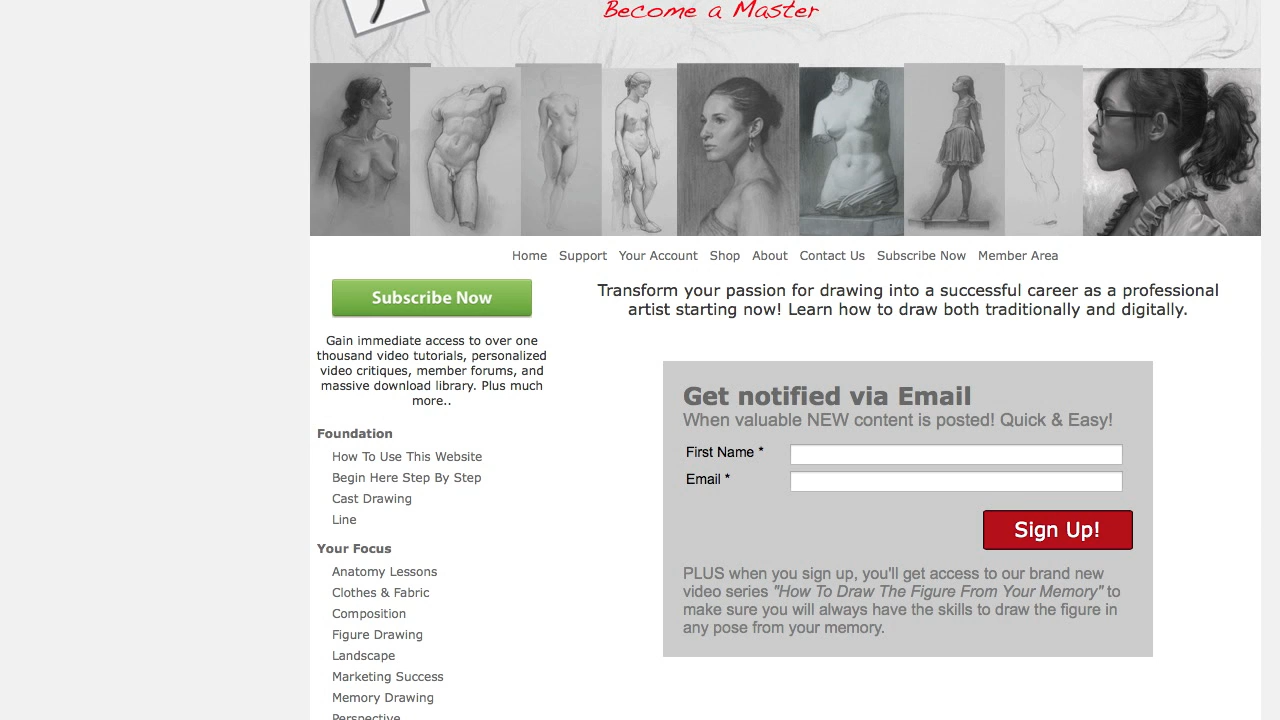 Become a Master
Home Support Your Account Shop About Contact Us Subscribe Now Member Area
Subscribe Now
Gain immediate access to over one
thousand video tutorials, personalized
video critiques, member forums, and
massive download library. Plus much
more..
Foundation
How To Use This Website
Begin Here Step By Step
Cast Drawing
Line
Your Focus
Anatomy Lessons
Clothes & Fabric
Composition
Figure Drawing
Landscape
Marketing Success
Memory Drawing
Perspective
Transform your passion for drawing into a successful career as a professional
artist starting now! Learn how to draw both traditionally and digitally.
Get notified via Email
When valuable NEW content is posted! Quick & Easy!
First Name *
Email *
Sign Up!
PLUS when you sign up, you'll get access to our brand new
video series "How To Draw The Figure From Your Memory" to
make sure you will always have the skills to draw the figure in
any pose from your memory.